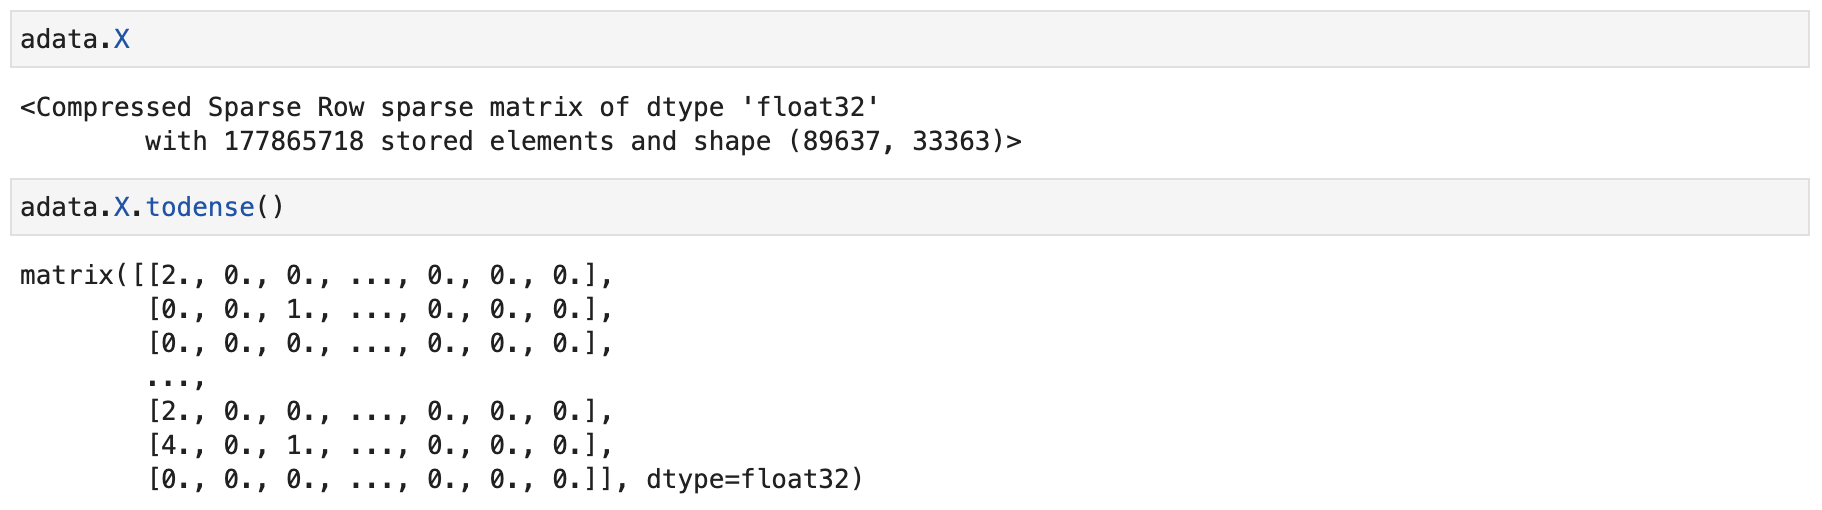 adata.X
<Compressed Sparse Row sparse matrix of dtype 'float32'
        with 177865718 stored elements and shape (89637, 33363)>
adata.X.todense()
matrix([[2., 0., 0., ..., 0., 0., 0.],
        [0., 0., 1., ..., 0., 0., 0.],
        [0., 0., 0., ..., 0., 0., 0.],
        ...,
        [2., 0., 0., ..., 0., 0., 0.],
        [4., 0., 1., ..., 0., 0., 0.],
        [0., 0., 0., ..., 0., 0., 0.]], dtype=float32)